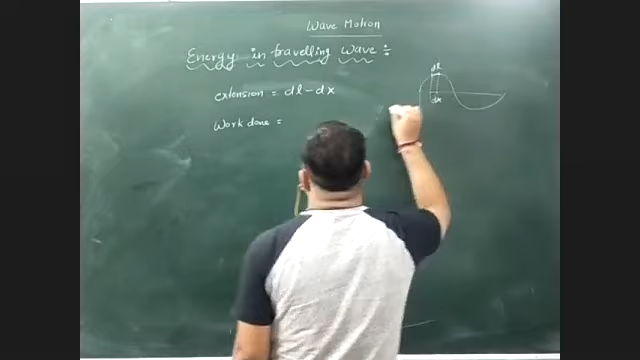 Wave Motion
Energy in travelling wave ÷
extension = dl - dx
Work done =
dl
dx